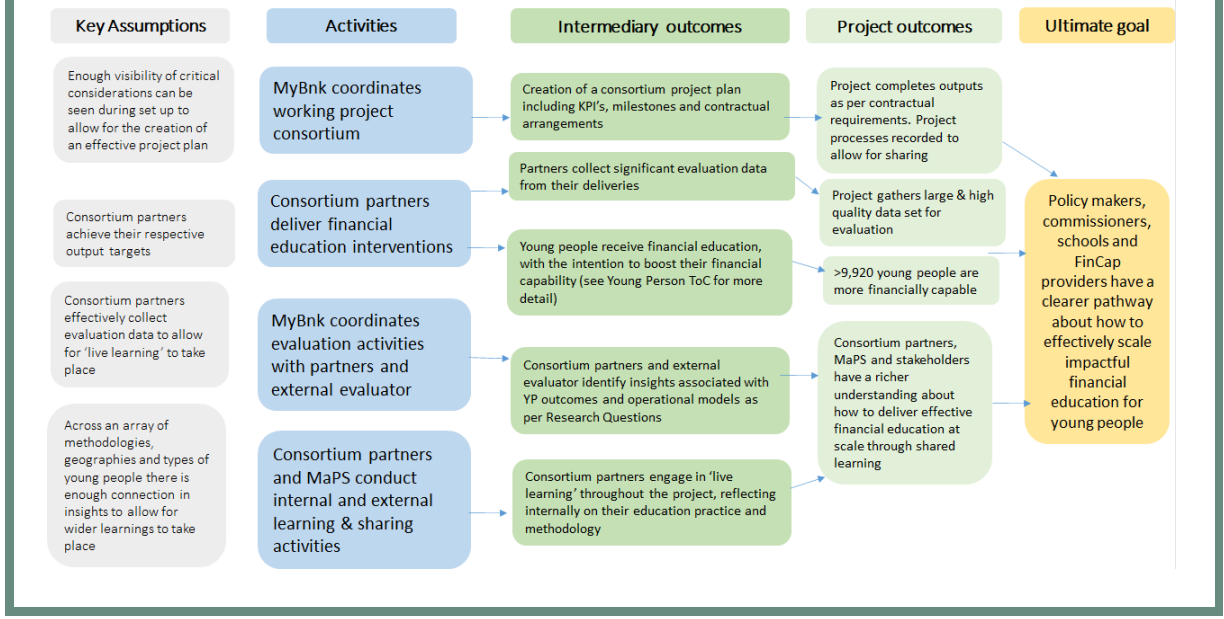 Key Assumptions
Activities
Intermediary outcomes
Project outcomes
Ultimate goal
Enough visibility of critical
considerations can be
seen during set up to
allow for the creation of
an effective project plan
Consortium partners
achieve their respective
output targets
Consortium partners
effectively collect
evaluation data to allow
for 'live learning' to take
place
Across an array of
methodologies,
geographies and types of
young people there is
enough connection in
insights to allow for
wider learnings to take
place
MyBnk coordinates
working project
consortium
Consortium partners
deliver financial
education interventions
MyBnk coordinates
evaluation activities
with partners and
external evaluator
Consortium partners
and MaPS conduct
internal and external
learning & sharing
activities
Creation of a consortium project plan
including KPI's, milestones and contractual
arrangements
Partners collect significant evaluation data
from their deliveries
Young people receive financial education,
with the intention to boost their financial
capability (see Young Person ToC for more
detail)
Consortium partners and external
evaluator identify insights associated with
YP outcomes and operational models as
per Research Questions
Consortium partners engage in 'live
learning' throughout the project, reflecting
internally on their education practice and
methodology
Project completes outputs
as per contractual
requirements. Project
processes recorded to
allow for sharing
Project gathers large & high
quality data set for
evaluation
>9,920 young people are
more financially capable
Consortium partners,
MaPS and stakeholders
have a richer
understanding about
how to deliver effective
financial education at
scale through shared
learning
Policy makers,
commissioners,
schools and
FinCap
providers have a
clearer pathway
about how to
effectively scale
impactful
financial
education for
young people